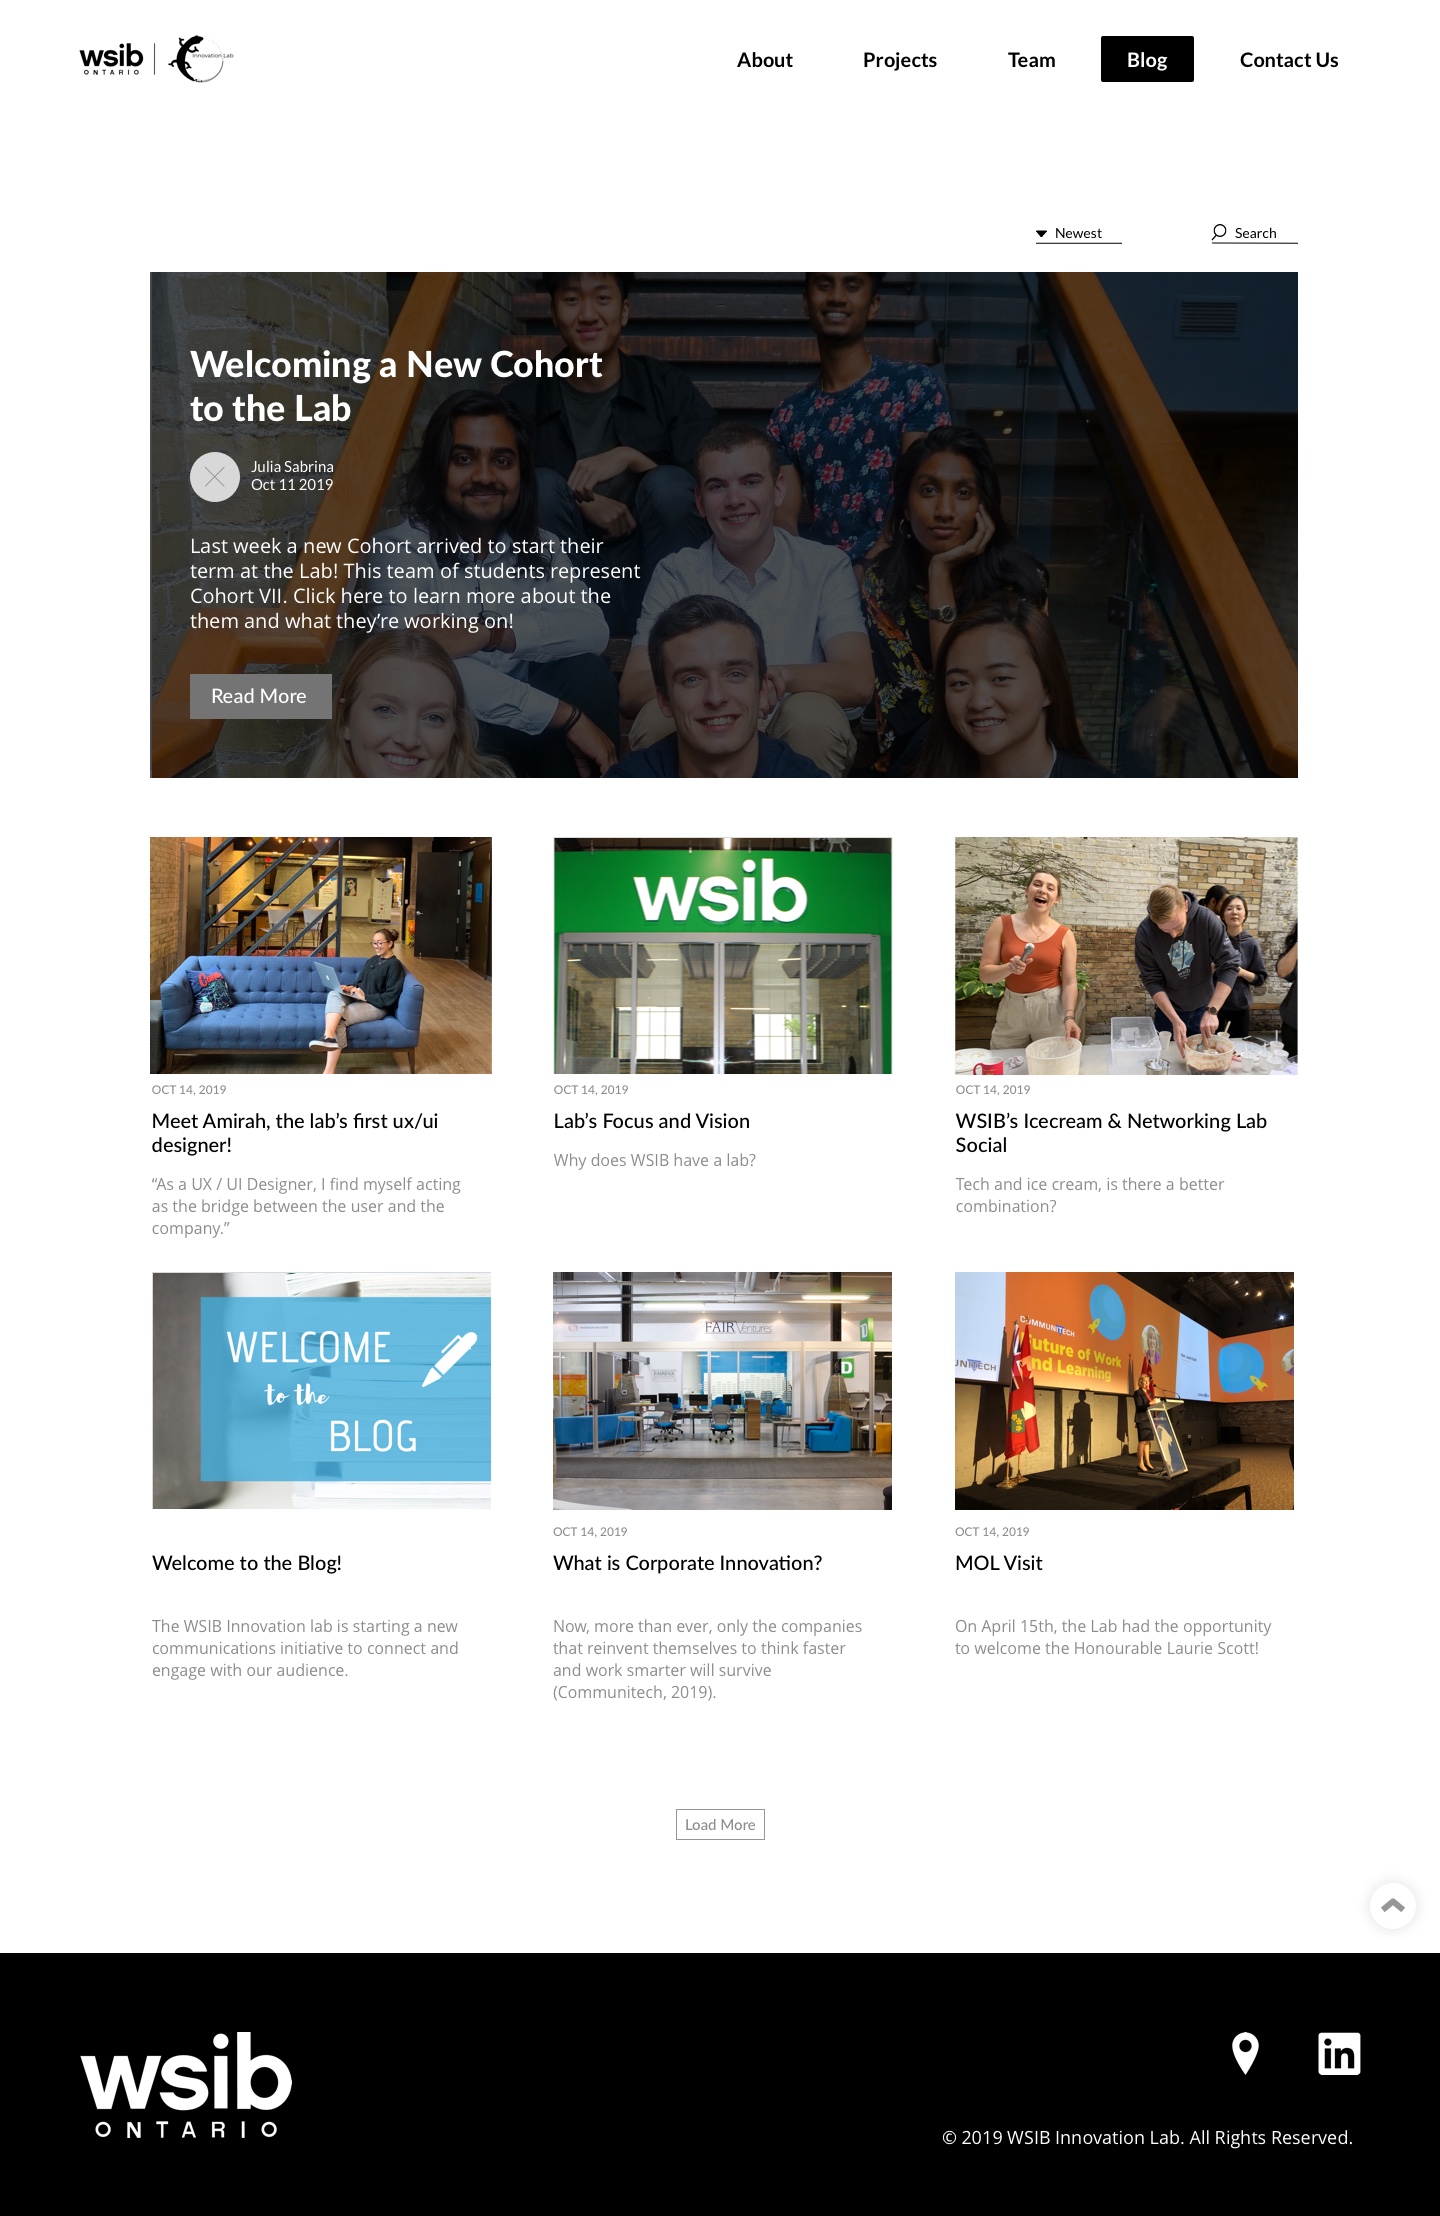 wsib
ONTARIO
Innovation Lab
About
Projects
Team
Blog
Contact Us
Newest
Search
Welcoming a New Cohort
to the Lab
Julia Sabrina
Oct 11 2019
Last week a new Cohort arrived to start their
term at the Lab! This team of students represent
Cohort VII. Click here to learn more about the
them and what they’re working on!
Read More
wsib
OCT 14, 2019
Meet Amirah, the lab’s first ux/ui
designer!
“As a UX / UI Designer, I find myself acting
as the bridge between the user and the
company.”
OCT 14, 2019
Lab’s Focus and Vision
Why does WSIB have a lab?
OCT 14, 2019
WSIB’s Icecream & Networking Lab
Social
Tech and ice cream, is there a better
combination?
WELCOME
to the
BLOG
Welcome to the Blog!
The WSIB Innovation lab is starting a new
communications initiative to connect and
engage with our audience.
FAIRVentures
FAIRFAX
D
D
OCT 14, 2019
What is Corporate Innovation?
Now, more than ever, only the companies
that reinvent themselves to think faster
and work smarter will survive
(Communitech, 2019).
COMMUNITECH
uture of Work
nd Learning
UNITECH
OCT 14, 2019
MOL Visit
On April 15th, the Lab had the opportunity
to welcome the Honourable Laurie Scott!
Load More
wsib
ONTARIO
in
© 2019 WSIB Innovation Lab. All Rights Reserved.